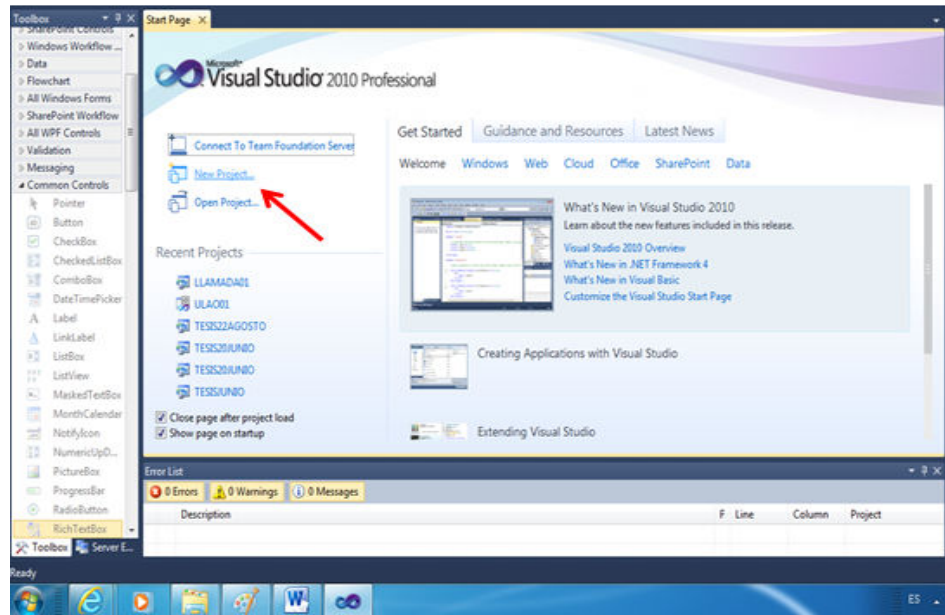 Toolbox
SharePoint Controls
Windows Workflow ...
Data
Flowchart
All Windows Forms
SharePoint Workflow
All WPF Controls
Validation
Messaging
Common Controls
Pointer
Button
CheckBox
CheckedListBox
ComboBox
DateTimePicker
Label
LinkLabel
ListBox
ListView
MaskedTextBox
MonthCalendar
NotifyIcon
NumericUpD...
PictureBox
ProgressBar
RadioButton
RichTextBox
Toolbox Server E...
Start Page
Microsoft®
Visual Studio® 2010 Professional
Connect To Team Foundation Server
New Project...
Open Project...
Recent Projects
LLAMADA01
ULAO01
TESIS22AGOSTO
TESIS20JUNIO
TESIS20JUNIO
TESISJUNIO
Close page after project load
Show page on startup
Get Started Guidance and Resources Latest News
Welcome Windows Web Cloud Office SharePoint Data
What's New in Visual Studio 2010
Learn about the new features included in this release.
Visual Studio 2010 Overview
What's New in .NET Framework 4
What's New in Visual Basic
Customize the Visual Studio Start Page
Creating Applications with Visual Studio
Extending Visual Studio
Error List
0 Errors 0 Warnings 0 Messages
Description F Line Column Project
Ready
ES